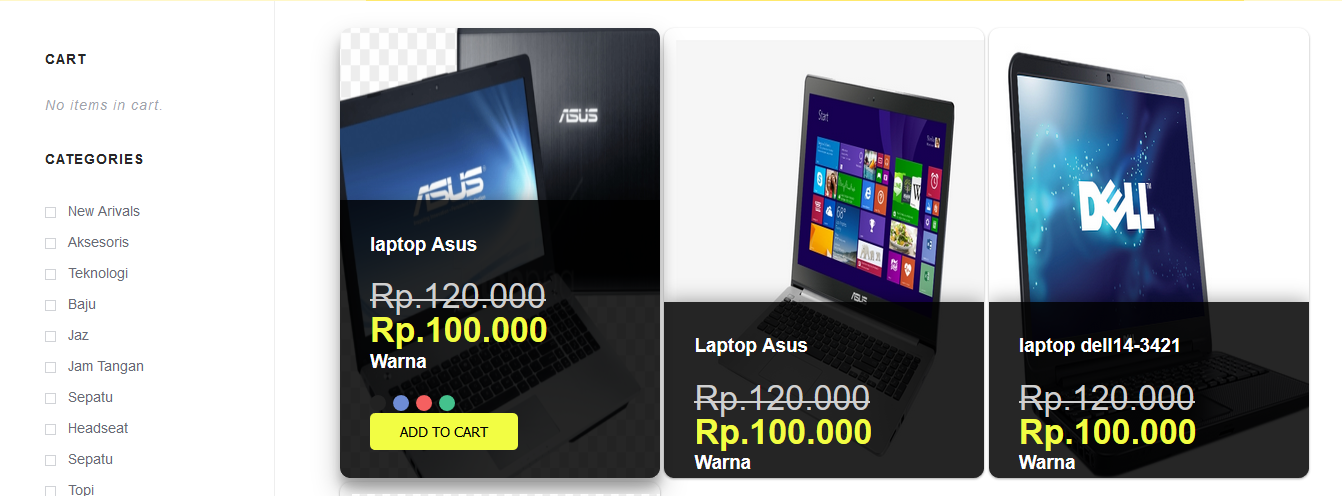 CART
No items in cart.
CATEGORIES
New Arivals
Aksesoris
Teknologi
Baju
Jaz
Jam Tangan
Sepatu
Headseat
Sepatu
Topi
ASUS
ASUS
laptop Asus
Rp.120.000
Rp.100.000
Warna
ADD TO CART
Start
ASUS
Laptop Asus
Rp.120.000
Rp.100.000
Warna
DELL
laptop dell14-3421
Rp.120.000
Rp.100.000
Warna